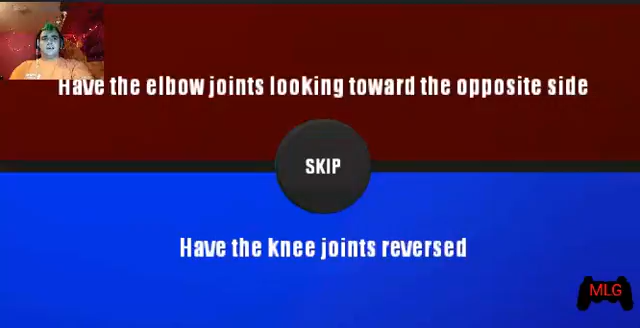 Have the elbow joints looking toward the opposite side
SKIP
Have the knee joints reversed
MLG